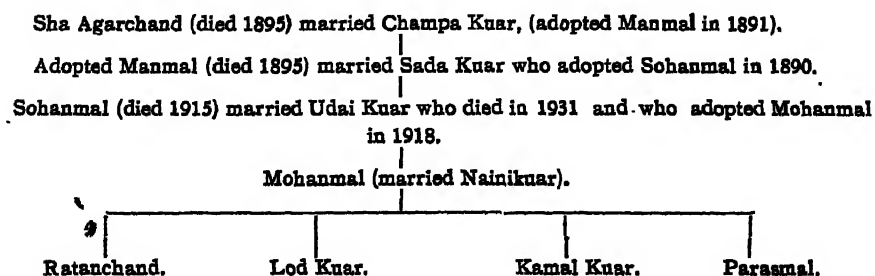 Sha Agarchand (died 1895) married Champa Kuar, (adopted Manmal in 1891).
Adopted Manmal (died 1895) married Sada Kuar who adopted Sohanmal in 1890.
Sohanmal (died 1915) married Udai Kuar who died in 1931 and who adopted Mohanmal
in 1918.
Mohanmal (married Nainikuar).
Ratanchand. Lod Kuar. Kamal Kuar. Parasmal.